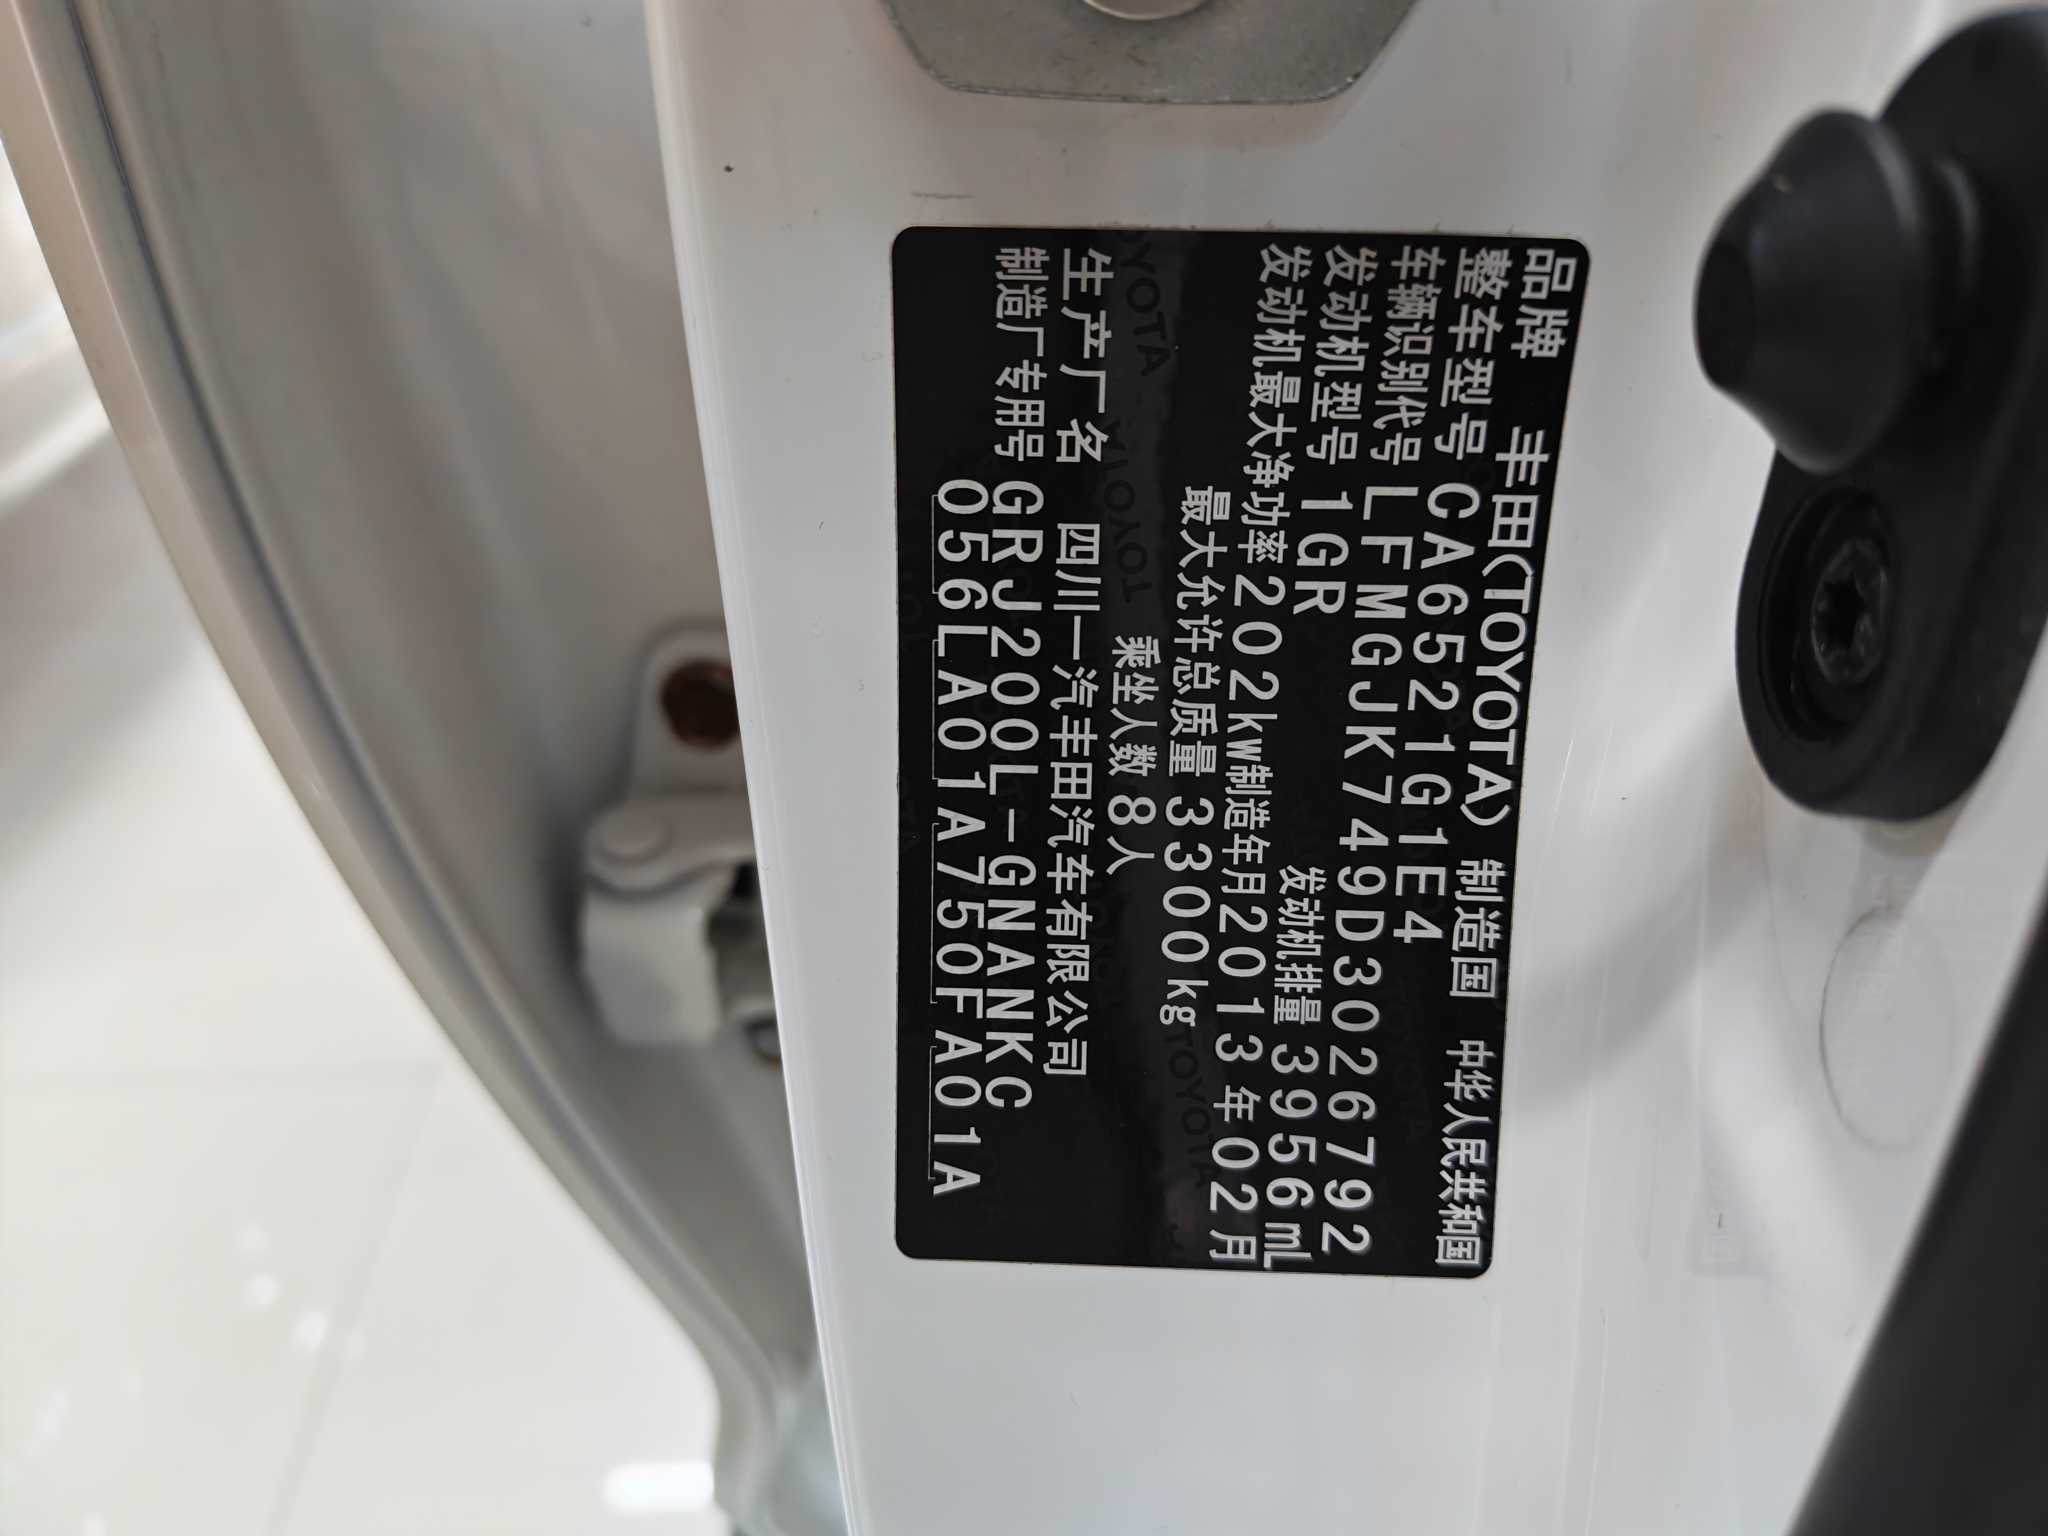 品牌 丰田(TOYOTA) 制造国 中华人民共和国
整车型号 CA6521G1E4
车辆识别代号 LFMGJK749D3026792
发动机型号 1GR 发动机排量 3956mL
发动机最大净功率 202kw 制造年月 2013年02月
最大允许总质量 3300kg
乘坐人数 8人
生产厂名 四川一汽丰田汽车有限公司
制造厂专用号 GRJ200L-GNANKC
056LA01A750FA01A